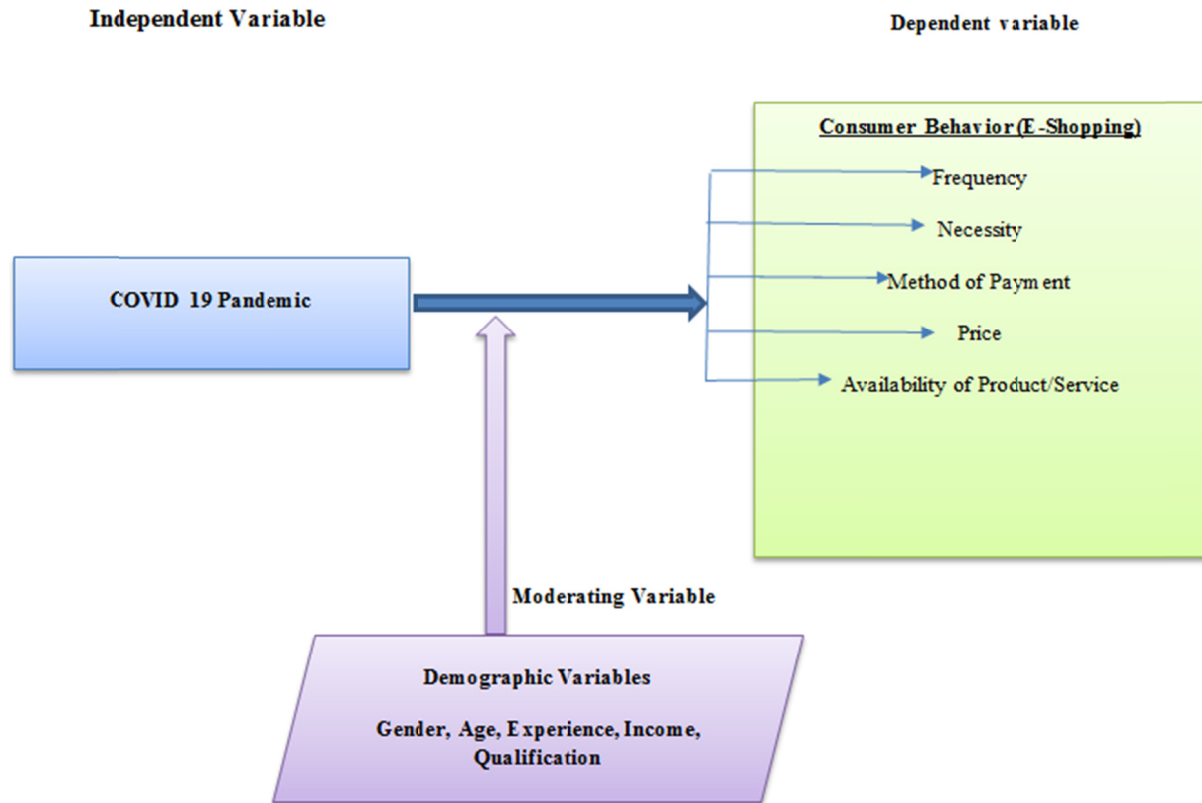 Independent Variable
Dependent variable
Consumer Behavior(E-Shopping)
Frequency
Necessity
Method of Payment
Price
Availability of Product/Service
COVID 19 Pandemic
Moderating Variable
Demographic Variables
Gender, Age, Experience, Income,
Qualification